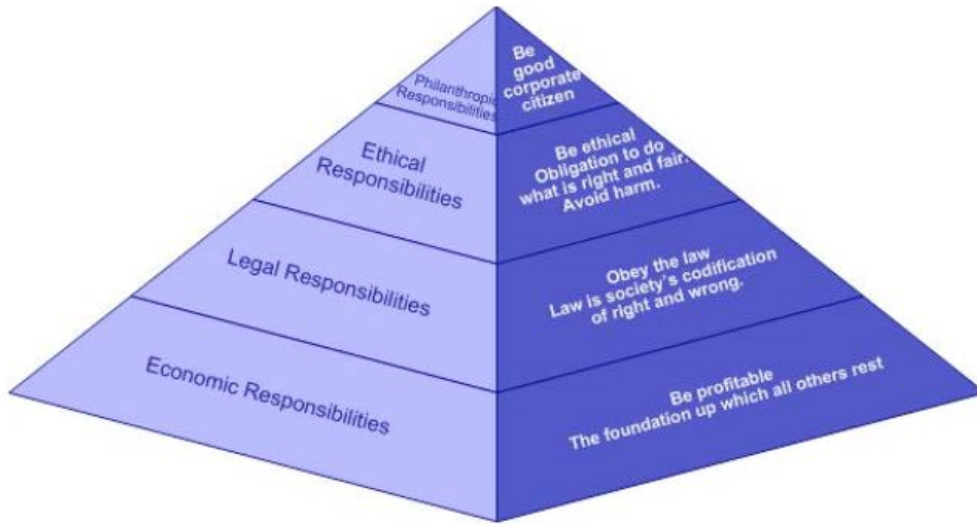 Philanthropic
Responsibilities
Be
good
corporate
citizen
Ethical
Responsibilities
Be ethical
Obligation to do
what is right and fair.
Avoid harm.
Legal Responsibilities
Obey the law
Law is society's codification
of right and wrong.
Economic Responsibilities
Be profitable
The foundation up which all others rest